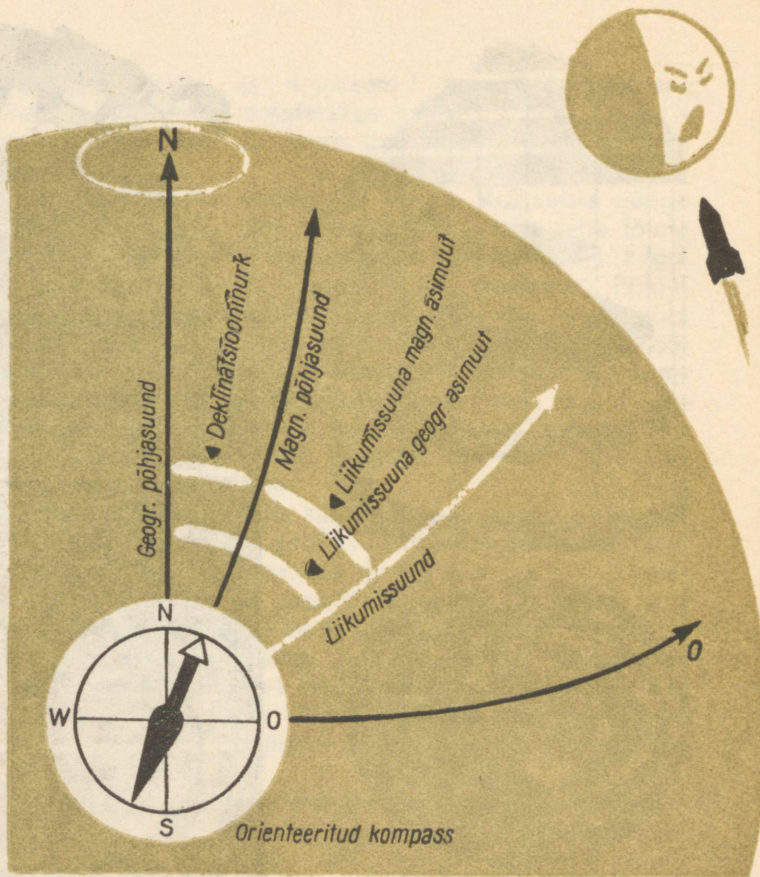 N
Geogr. põhjasuund
Deklinatsiooninurk
Magn. põhjasuund
Liikumissuuna magn. asimuut
Liikumissuuna geogr asimuut
Liikumissuund
O
N
W
O
S
Orienteeritud kompass